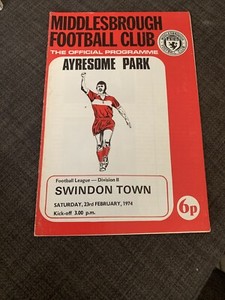 MIDDLESBROUGH
FOOTBALL CLUB
THE OFFICIAL PROGRAMME
AYRESOME PARK
Football League — Division II
SWINDON TOWN
SATURDAY, 23rd FEBRUARY, 1974
Kick-off 3.00 p.m.
6p